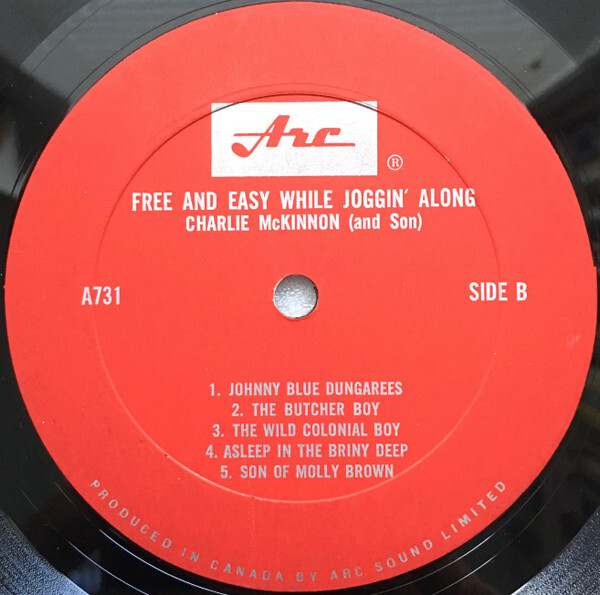 Arc
®
FREE AND EASY WHILE JOGGIN' ALONG
CHARLIE McKINNON (and Son)
A731
SIDE B
1. JOHNNY BLUE DUNGAREES
2. THE BUTCHER BOY
3. THE WILD COLONIAL BOY
4. ASLEEP IN THE BRINY DEEP
5. SON OF MOLLY BROWN
PRODUCED IN CANADA BY ARC SOUND LIMITED